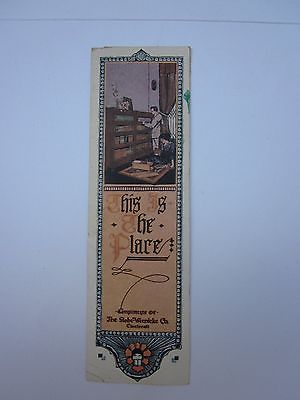 This Is
The
Place:
Compliments of
The Globe-Wernicke Co.
Cincinnati